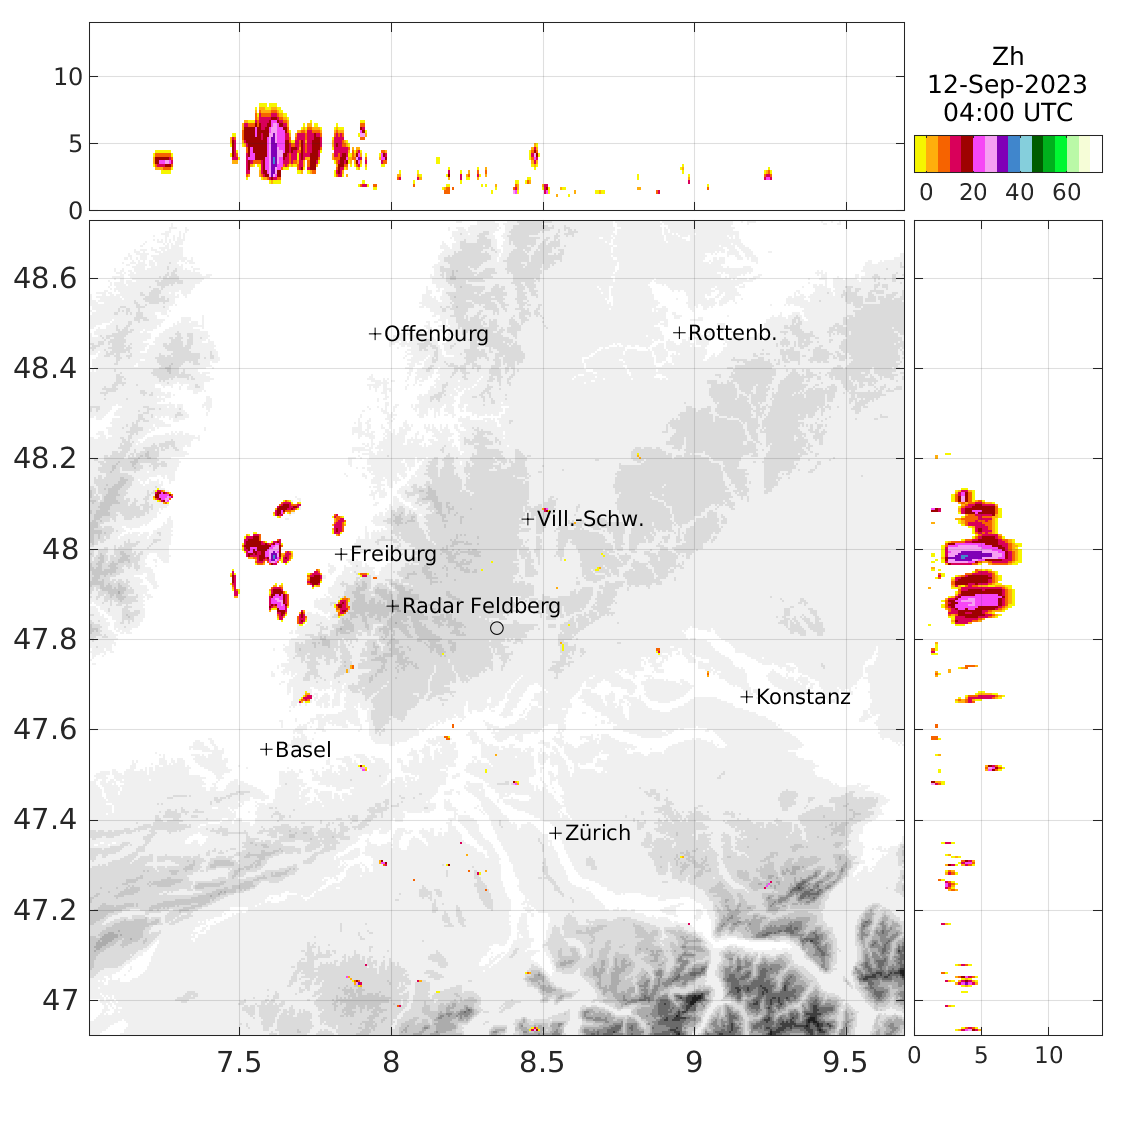 10
5
0
Zh
12-Sep-2023
04:00 UTC
0 20 40 60
48.6
48.4
48.2
48
47.8
47.6
47.4
47.2
47
Offenburg
Rottenb.
Vill.-Schw.
Freiburg
Radar Feldberg
Konstanz
Basel
Zürich
7.5 8 8.5 9 9.5
0 5 10